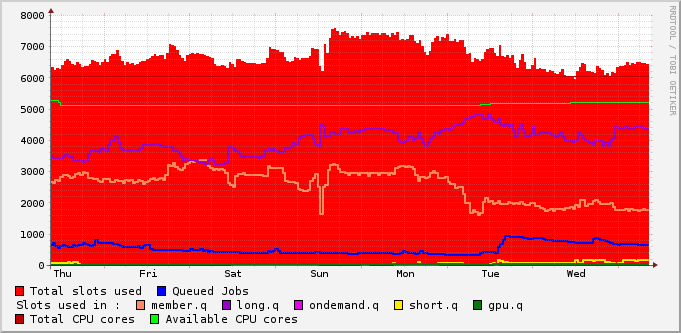 8000
7000
6000
5000
4000
3000
2000
1000
0
Thu Fri Sat Sun Mon Tue Wed
Total slots used Queued Jobs
Slots used in : member.q long.q ondemand.q short.q gpu.q
Total CPU cores Available CPU cores
RRDTOOL / TOBI OETIKER